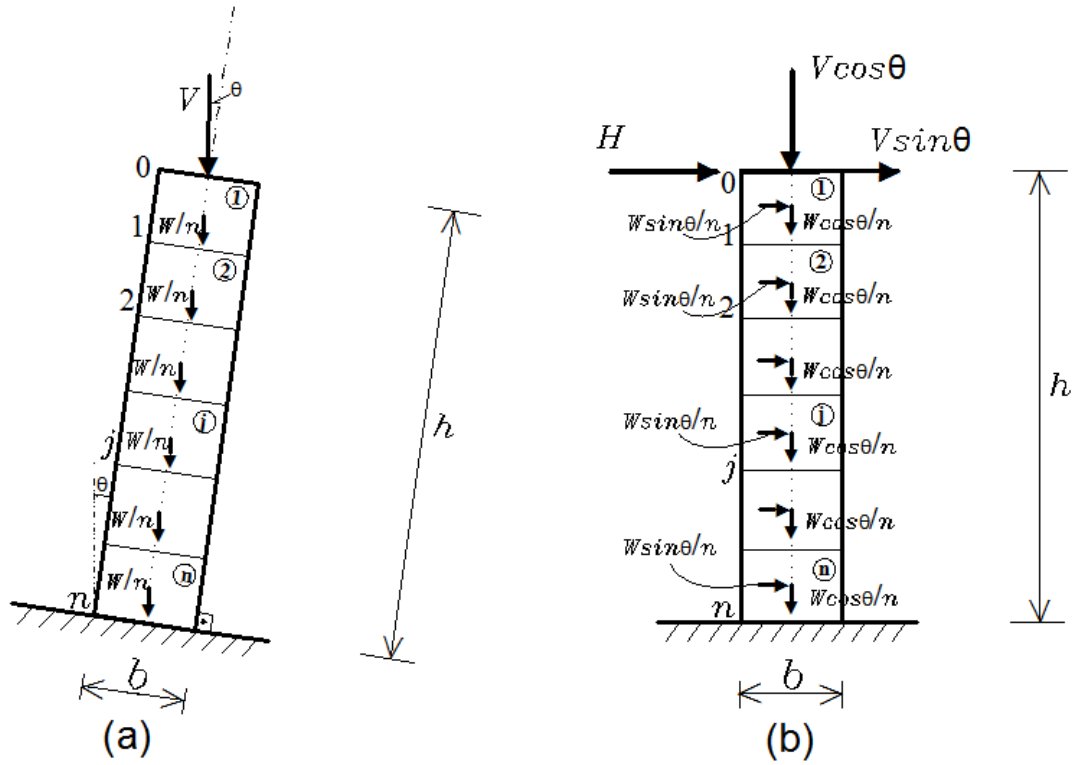 V
θ
0
①
1
W/n
②
2
W/n
W/n
ⓙ
j
W/n
θ
W/n
n
W/n
ⓝ
h
b
(a)
Vcosθ
H
Vsinθ
0
①
Wsinθ/n
Wcosθ/n
1
②
Wsinθ/n
Wcosθ/n
2
Wcosθ/n
ⓙ
Wsinθ/n
Wcosθ/n
j
Wcosθ/n
Wsinθ/n
ⓝ
Wcosθ/n
n
h
b
(b)